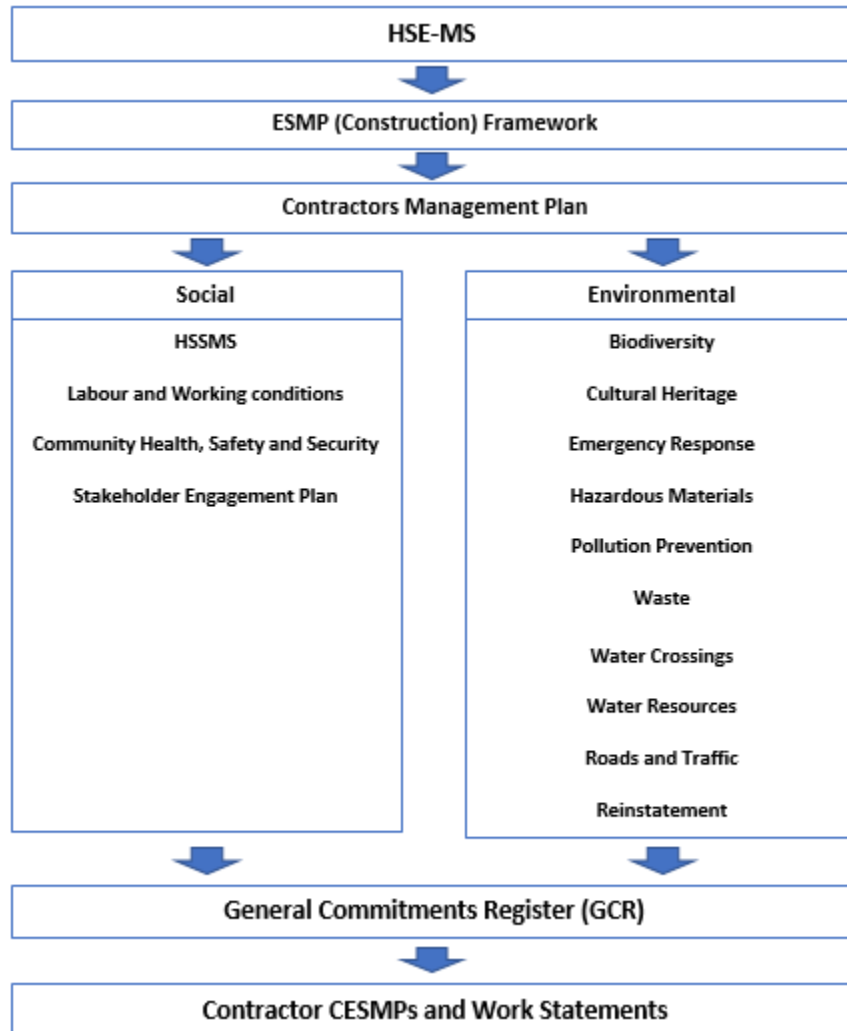 HSE-MS
ESMP (Construction) Framework
Contractors Management Plan
Social
HSSMS
Labour and Working conditions
Community Health, Safety and Security
Stakeholder Engagement Plan
Environmental
Biodiversity
Cultural Heritage
Emergency Response
Hazardous Materials
Pollution Prevention
Waste
Water Crossings
Water Resources
Roads and Traffic
Reinstatement
General Commitments Register (GCR)
Contractor CESMPs and Work Statements